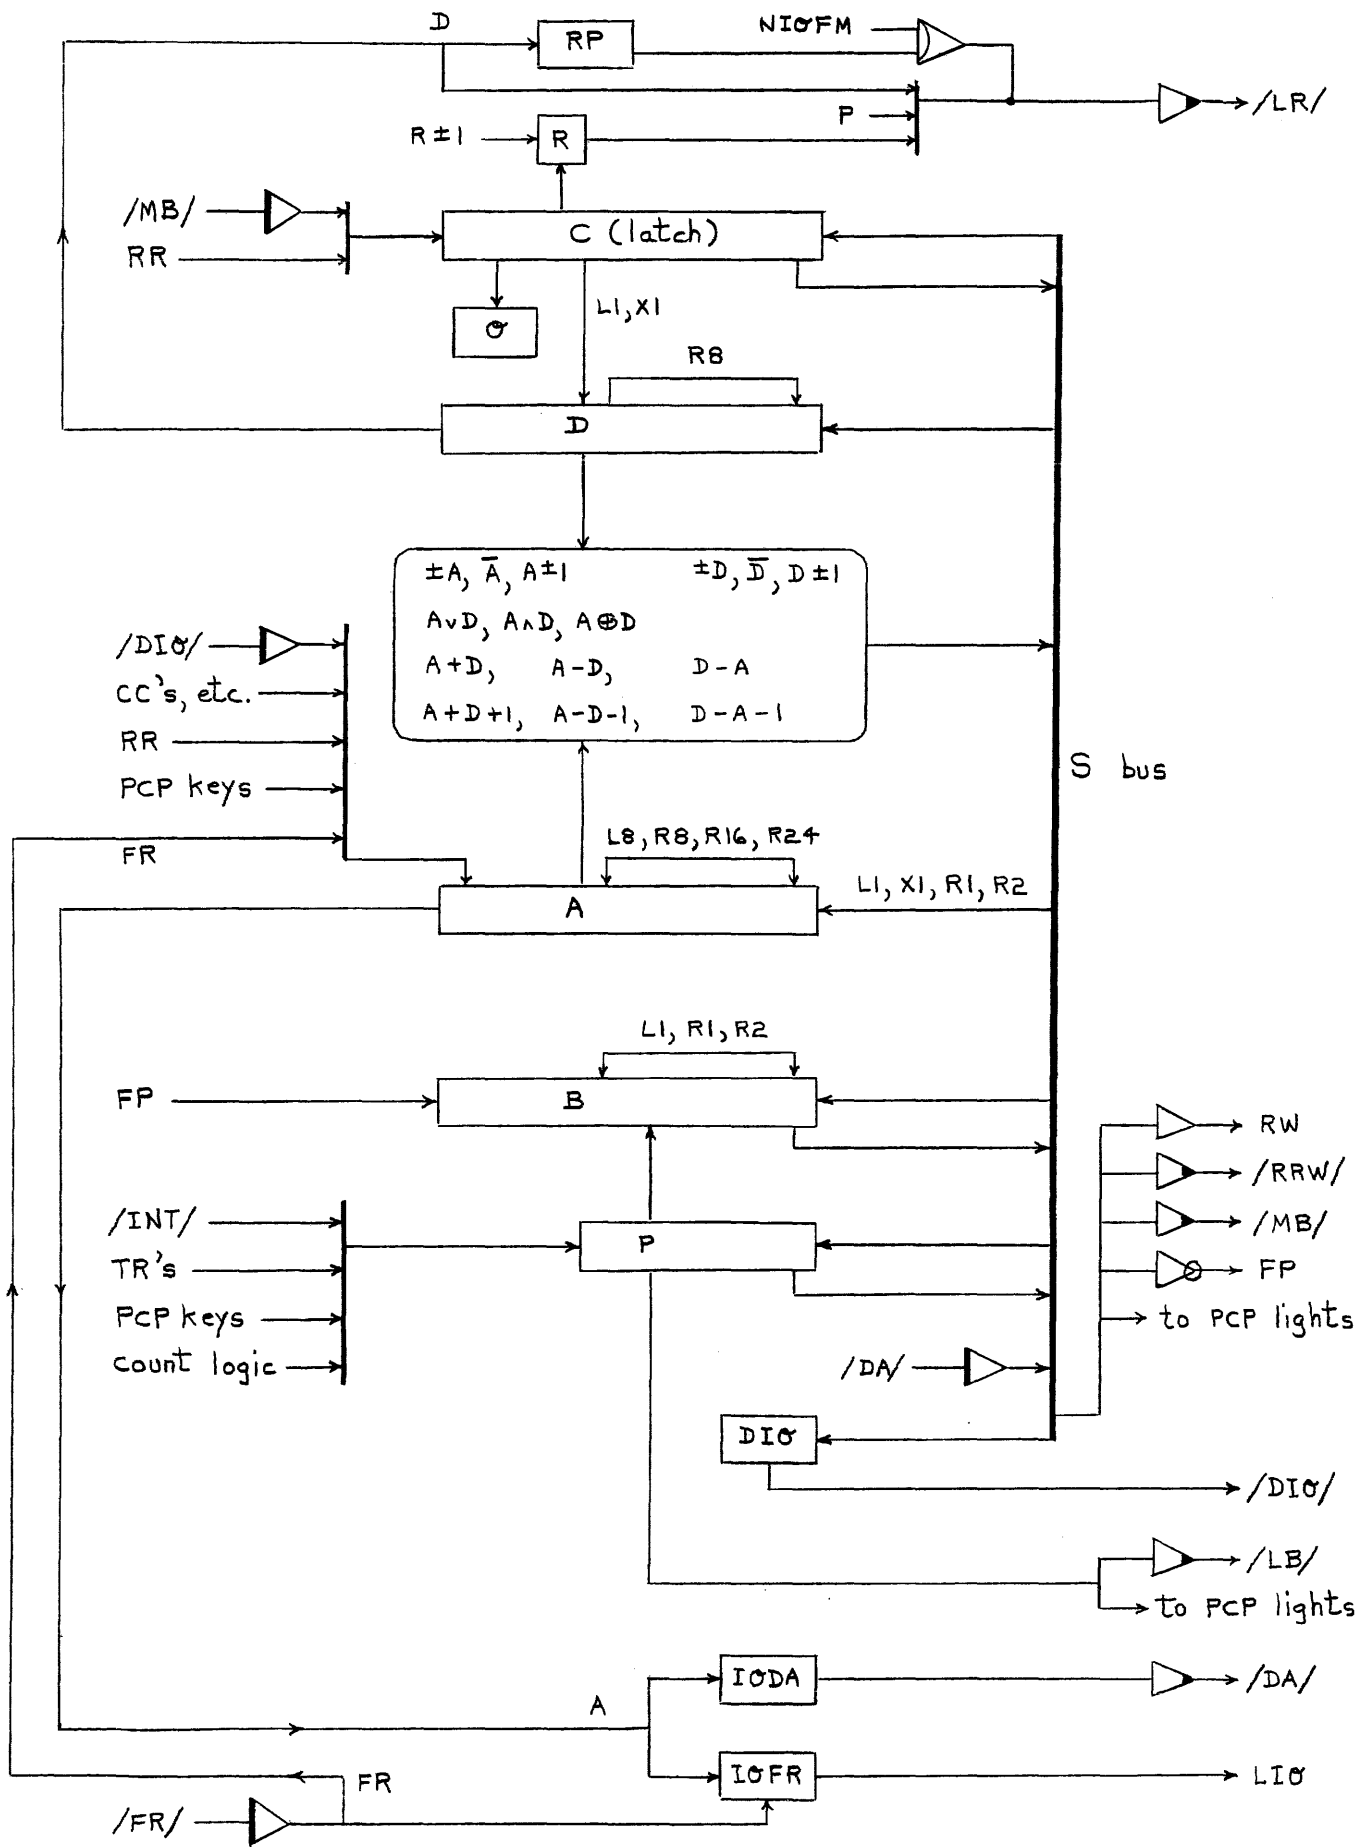 D
RP
NIOFM
/LR/
P
R ± 1
R
/MB/
C (latch)
RR
L1, X1
O
R8
D
±A, A̅, A±1
±D, D̅, D±1
A∨D, A∧D, A⊕D
/DIO/
A+D, A-D, D-A
CC's, etc.
A+D+1, A-D-1, D-A-1
RR
S bus
PCP keys
L8, R8, R16, R24
FR
L1, X1, R1, R2
A
L1, R1, R2
FP
B
RW
/RRW/
/INT/
/MB/
P
TR's
FP
PCP keys
to PCP lights
count logic
/DA/
DIO
/DIO/
/LB/
to PCP lights
IODA
/DA/
A
FR
IOFR
LIO
/FR/